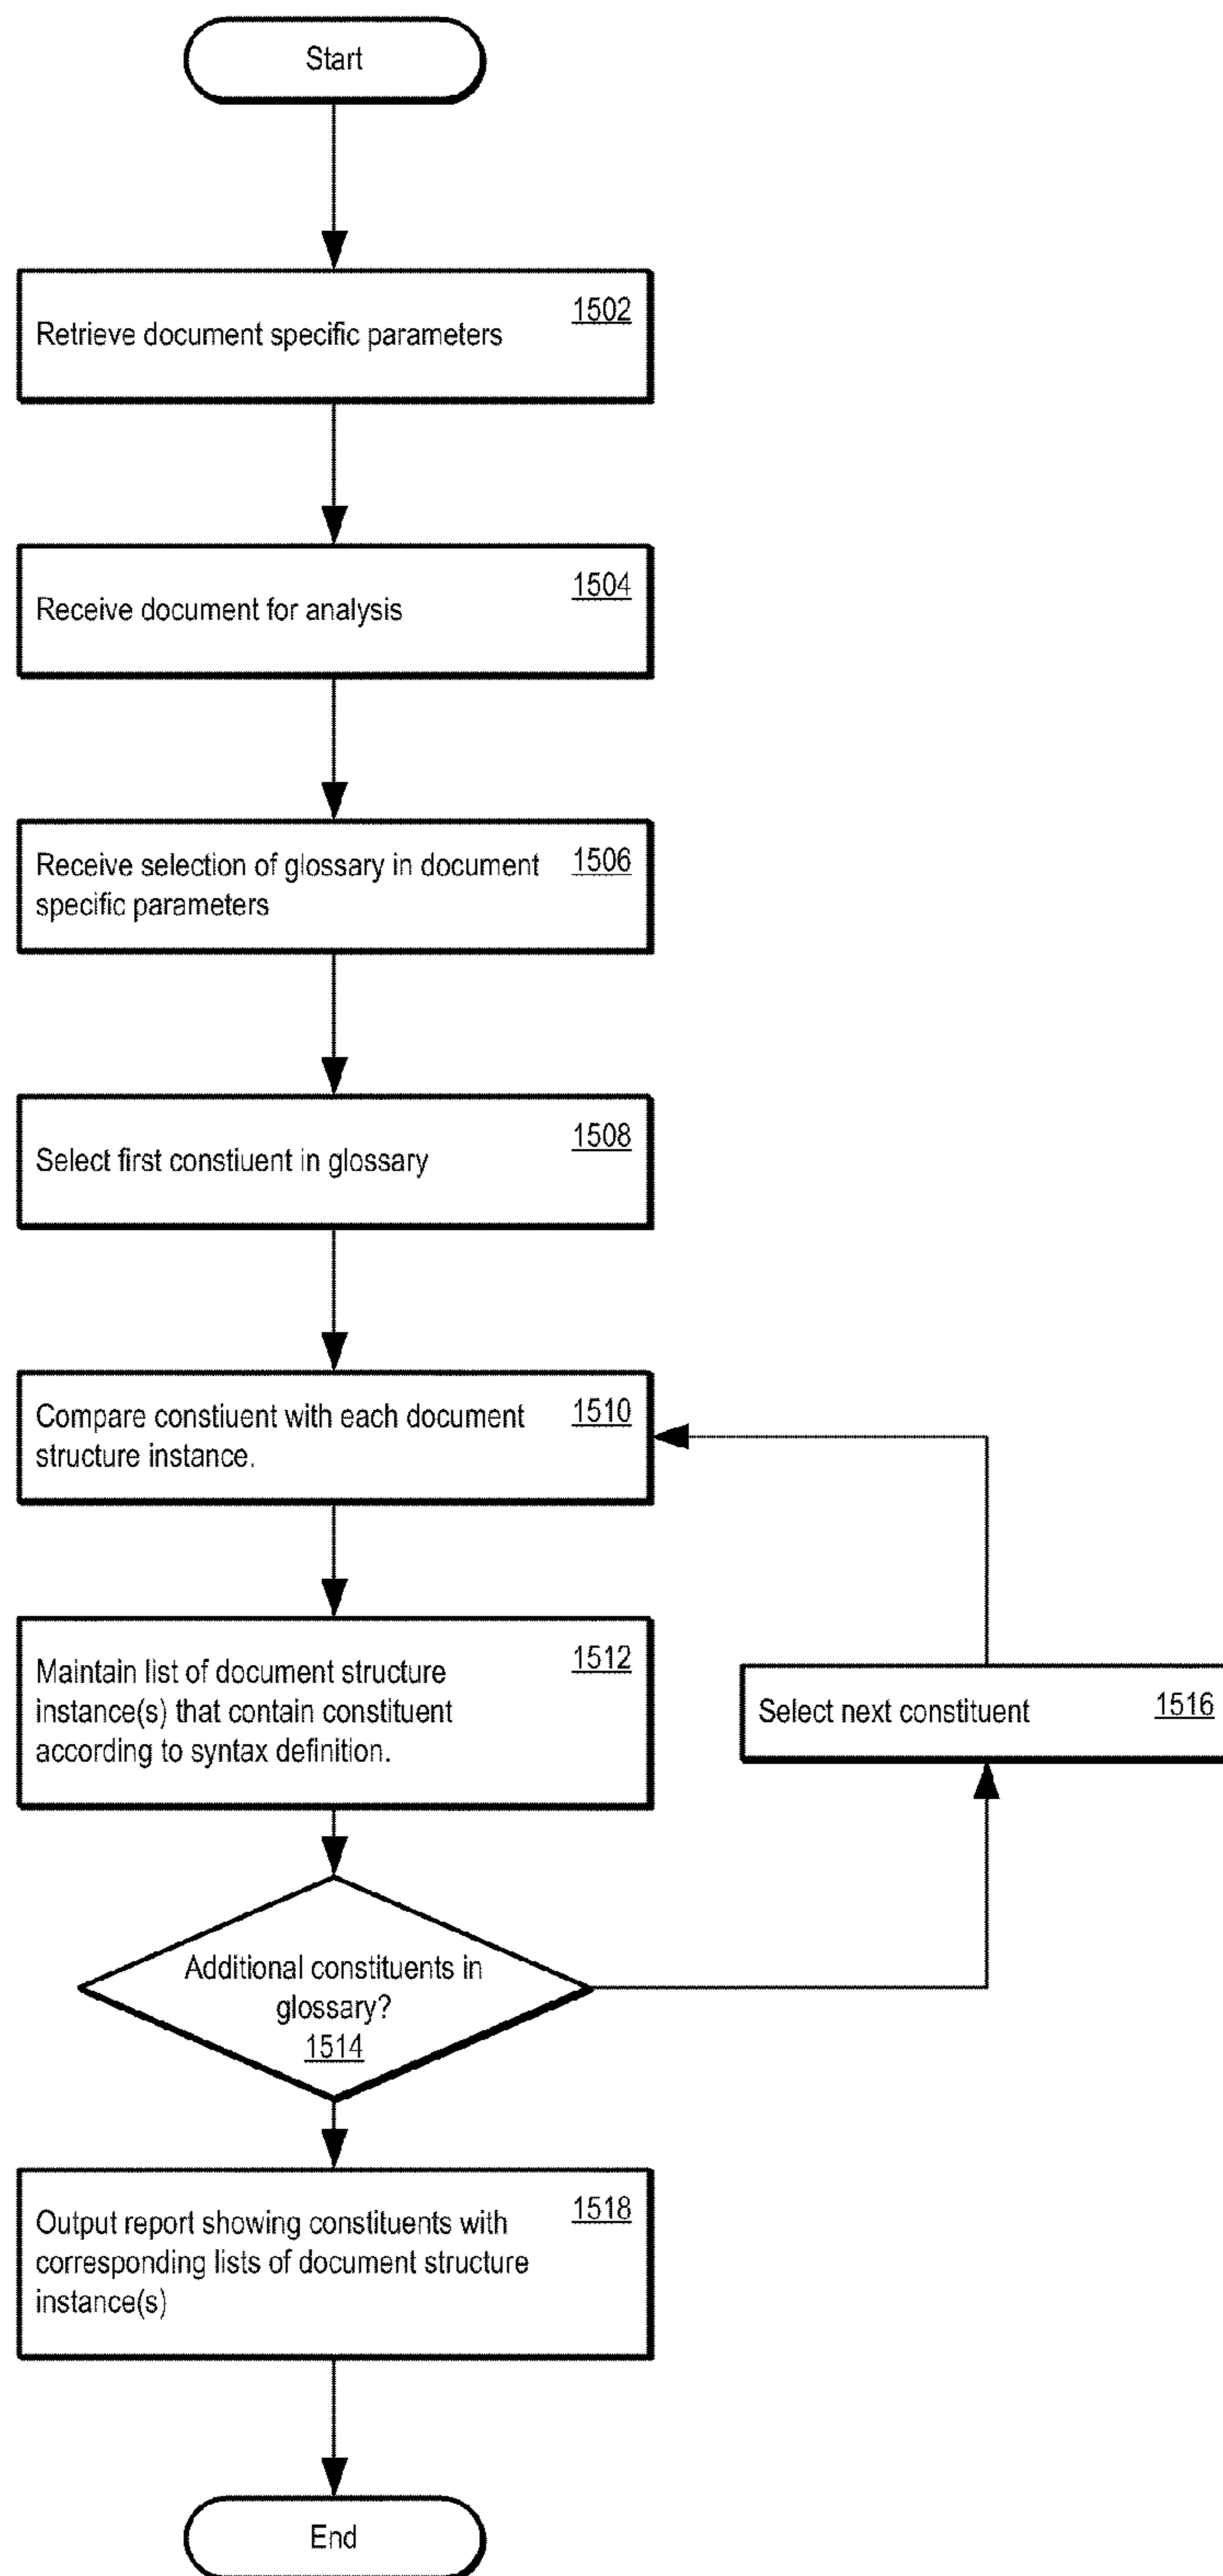 Start
1502
Retrieve document specific parameters
1504
Receive document for analysis
Receive selection of glossary in document 1506
specific parameters
1508
Select first constiuent in glossary
Compare constiuent with each document 1510
structure instance.
Maintain list of document structure 1512
instance(s) that contain constituent
according to syntax definition.
Select next constituent 1516
Additional constituents in
glossary?
1514
Output report showing constituents with 1518
corresponding lists of document structure
instance(s)
End